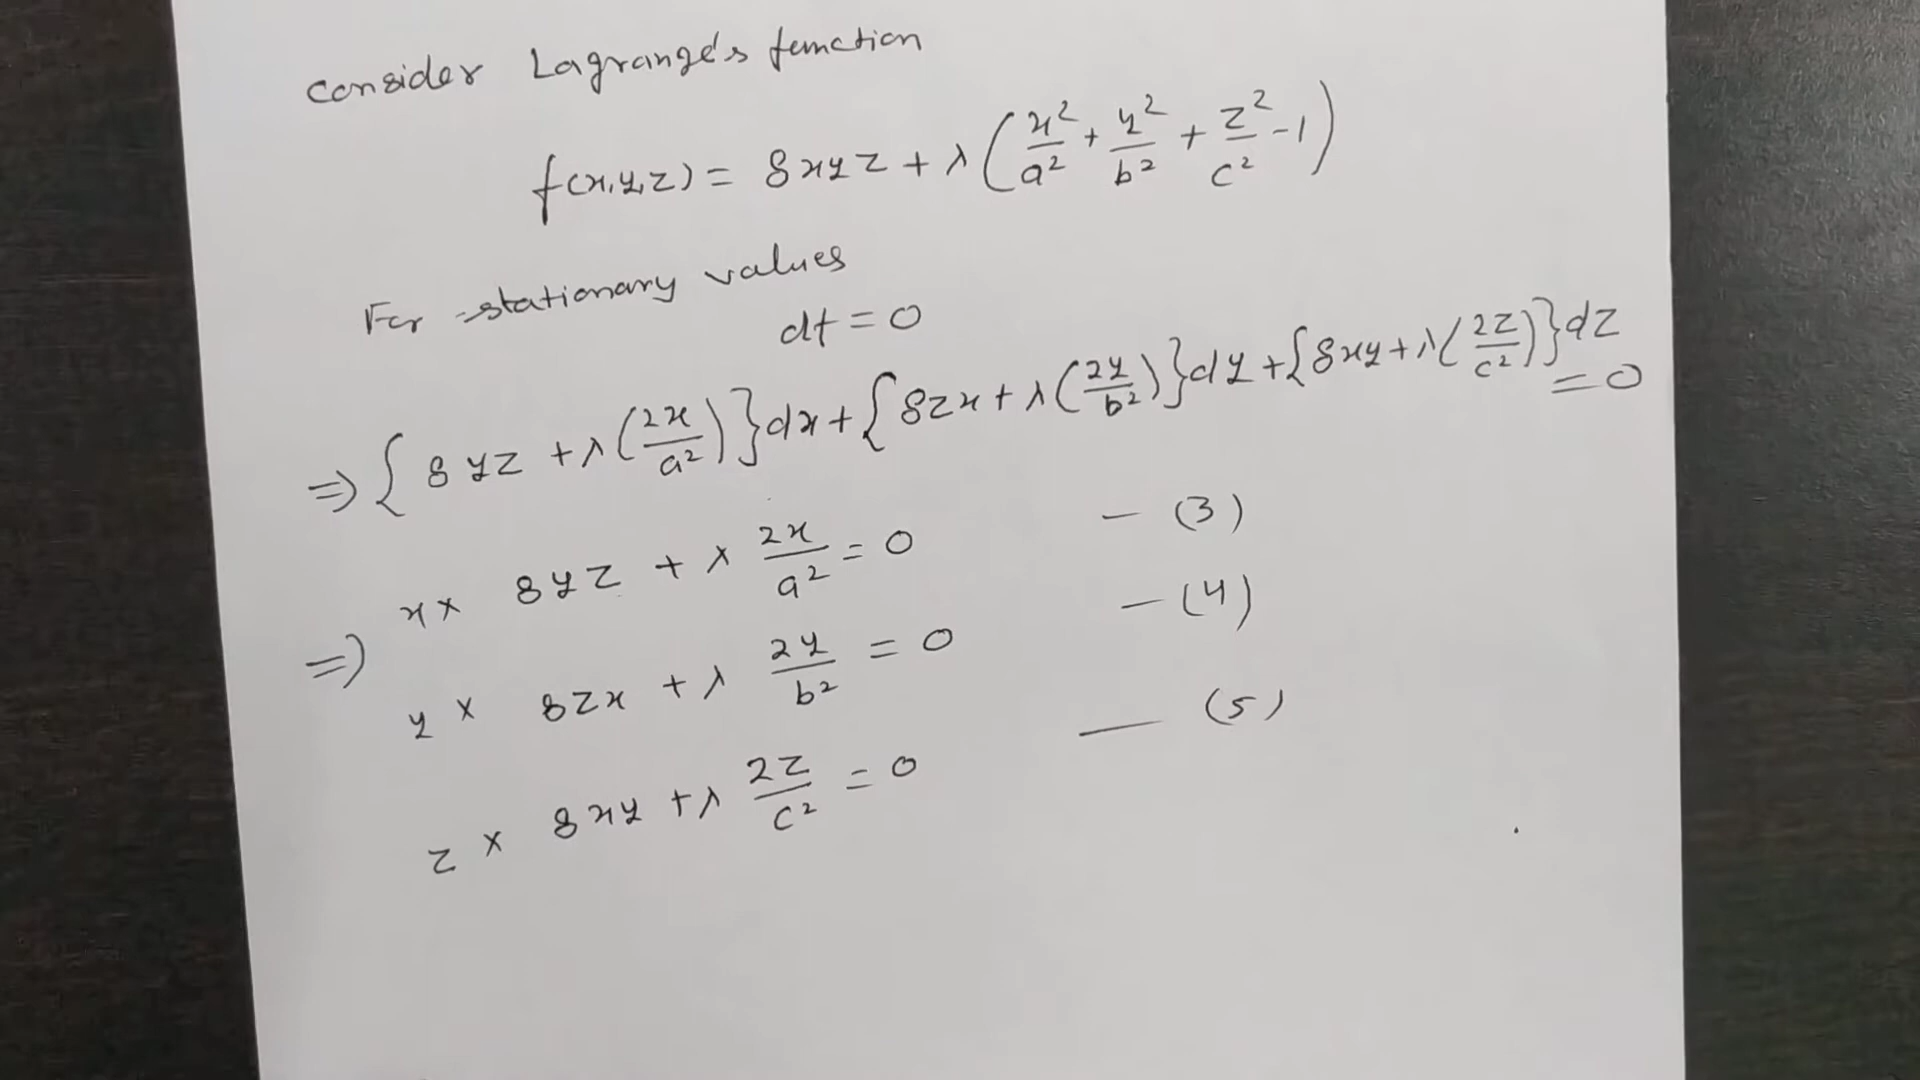 Consider Lagrange's function
f(x,y,z) = 8xyz + λ(x²/a² + y²/b² + z²/c² - 1)
For stationary values
df = 0
⇒ {8yz + λ(2x/a²)}dx + {8zx + λ(2y/b²)}dy + {8xy + λ(2z/c²)}dz = 0
x × 8yz + λ 2x/a² = 0 — (3)
⇒ y × 8zx + λ 2y/b² = 0 — (4)
z × 8xy + λ 2z/c² = 0 — (5)